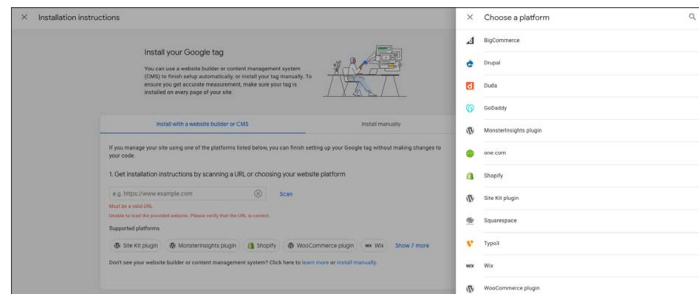 Installation instructions
Install your Google tag
You can use a website builder or content management system
(CMS) to finish setup automatically, or install your tag manually. To
ensure you get accurate measurement, make sure your tag is
installed on every page of your site.
Install with a website builder or CMS
Install manually
If you manage your site using one of the platforms listed below, you can finish setting up your Google tag without making changes to
your code.
1. Get installation instructions by scanning a URL or choosing your website platform
e.g. https://www.example.com
Scan
Must be a valid URL.
Unable to load the provided website. Please verify that the URL is correct.
Supported platforms
Site Kit plugin
MonsterInsights plugin
Shopify
WooCommerce plugin
WIX Wix
Show 7 more
Don't see your website builder or content management system? Click here to learn more or install manually.
Choose a platform
BigCommerce
Drupal
Duda
GoDaddy
MonsterInsights plugin
one.com
Shopify
Site Kit plugin
Squarespace
Typo3
WIX Wix
WooCommerce plugin